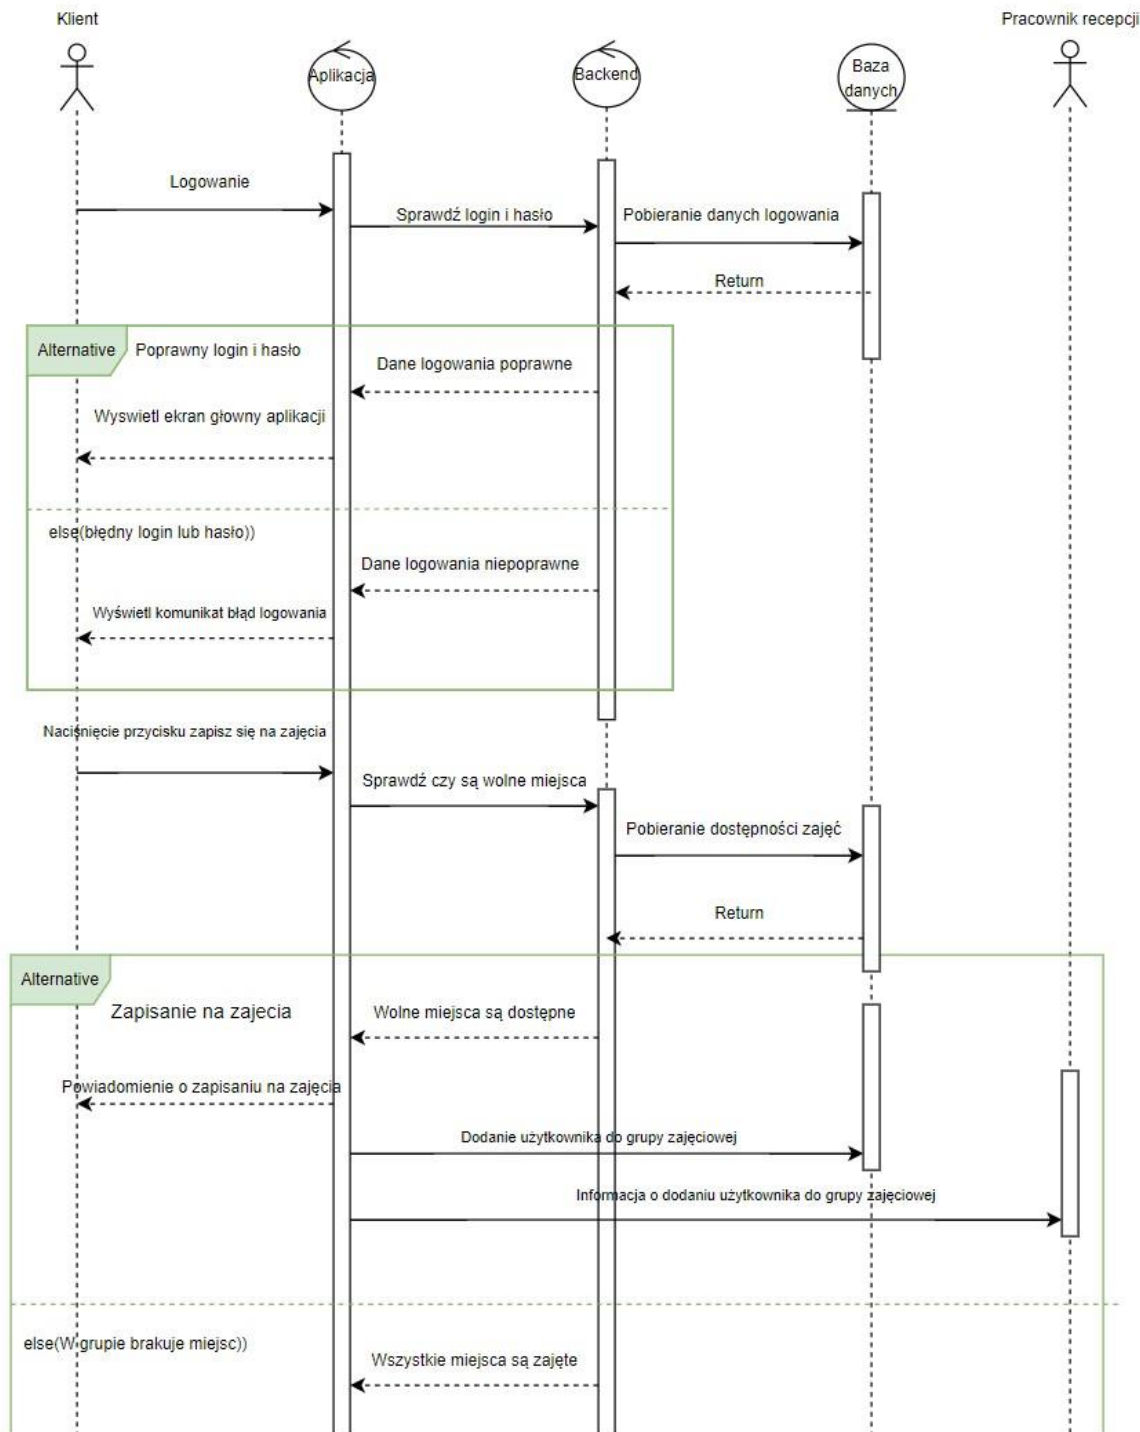 Klient
Pracownik recepcji
Aplikacja
Backend
Baza
danych
Logowanie
Sprawdź login i hasło
Pobieranie danych logowania
Return
Alternative
Poprawny login i hasło
Dane logowania poprawne
Wyswietl ekran głowny aplikacji
else(błędny login lub hasło))
Dane logowania niepoprawne
Wyświetl komunikat błąd logowania
Naciśnięcie przycisku zapisz się na zajęcia
Sprawdź czy są wolne miejsca
Pobieranie dostępności zajęć
Return
Alternative
Zapisanie na zajecia
Wolne miejsca są dostępne
Powiadomienie o zapisaniu na zajęcia
Dodanie użytkownika do grupy zajęciowej
Informacja o dodaniu użytkownika do grupy zajęciowej
else(W grupie brakuje miejsc))
Wszystkie miejsca są zajęte